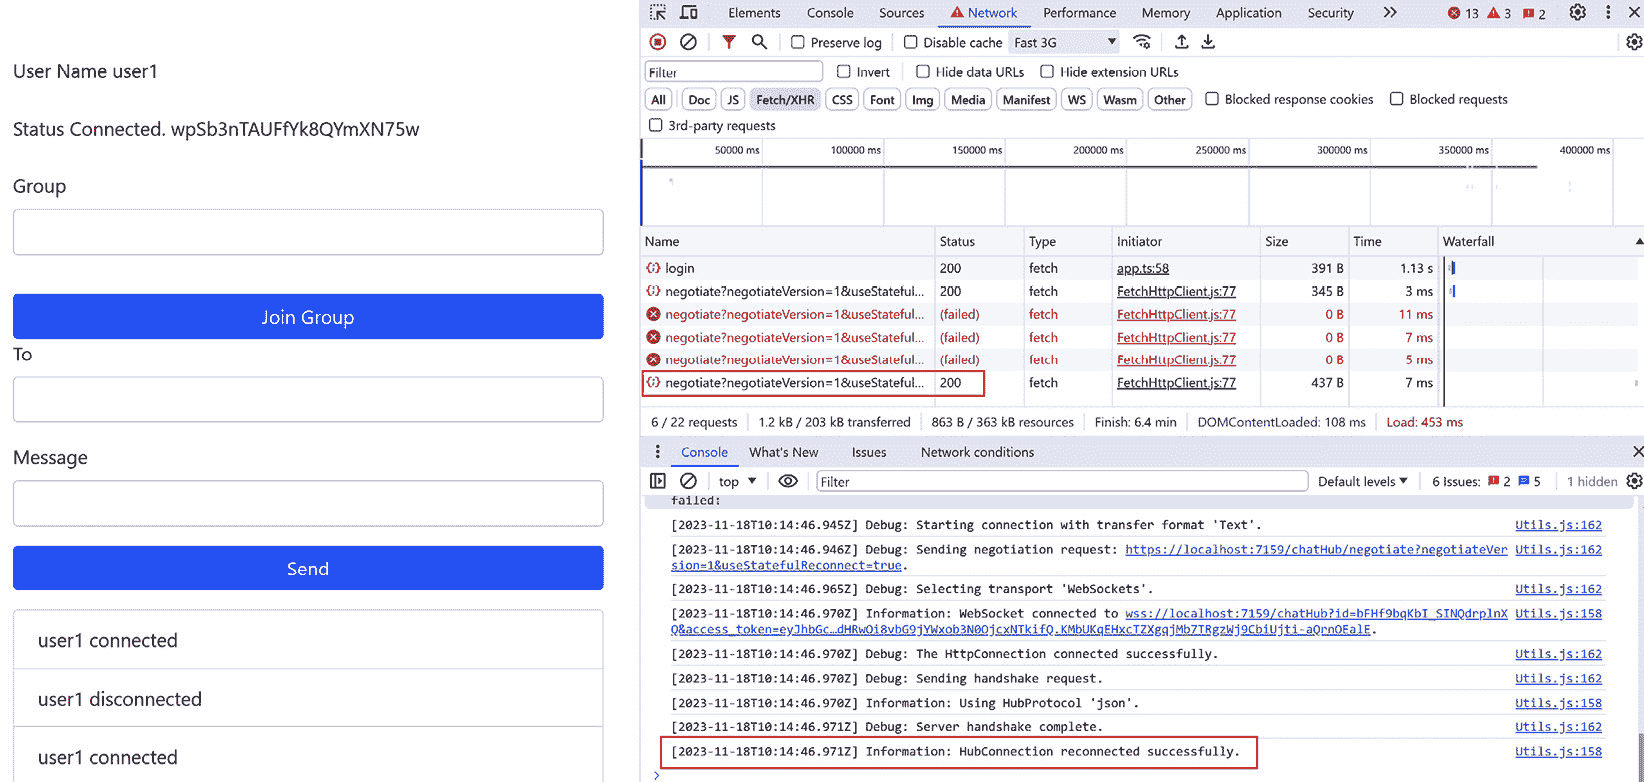 User Name user1
Status Connected. wpSb3nTAUFfYk8QYmXN75w
Group
Join Group
To
Message
Send
user1 connected
user1 disconnected
user1 connected
Elements Console Sources Network Performance Memory Application Security 13 3 2
Preserve log Disable cache Fast 3G
Filter Invert Hide data URLs Hide extension URLs
All Doc JS Fetch/XHR CSS Font Img Media Manifest WS Wasm Other Blocked response cookies Blocked requests
3rd-party requests
50000 ms 100000 ms 150000 ms 200000 ms 250000 ms 300000 ms 350000 ms 400000 ms
Name Status Type Initiator Size Time Waterfall
login 200 fetch app.ts:58 391 B 1.13 s
negotiate?negotiateVersion=1&useStateful... 200 fetch FetchHttpClient.js:77 345 B 3 ms
negotiate?negotiateVersion=1&useStateful... (failed) fetch FetchHttpClient.js:77 0 B 11 ms
negotiate?negotiateVersion=1&useStateful... (failed) fetch FetchHttpClient.js:77 0 B 7 ms
negotiate?negotiateVersion=1&useStateful... (failed) fetch FetchHttpClient.js:77 0 B 5 ms
negotiate?negotiateVersion=1&useStateful... 200 fetch FetchHttpClient.js:77 437 B 7 ms
6 / 22 requests 1.2 kB / 203 kB transferred 863 B / 363 kB resources Finish: 6.4 min DOMContentLoaded: 108 ms Load: 453 ms
Console What's New Issues Network conditions
top Filter Default levels 6 Issues: 2 5 1 hidden
failed:
[2023-11-18T10:14:46.945Z] Debug: Starting connection with transfer format 'Text'. Utils.js:162
[2023-11-18T10:14:46.946Z] Debug: Sending negotiation request: https://localhost:7159/chatHub/negotiate?negotiateVer Utils.js:162
sion=1&useStatefulReconnect=true.
[2023-11-18T10:14:46.965Z] Debug: Selecting transport 'WebSockets'. Utils.js:162
[2023-11-18T10:14:46.970Z] Information: WebSocket connected to wss://localhost:7159/chatHub?id=bFHf9bqKbI_SINQdrplnX Utils.js:158
Q&access_token=eyJhbGc…dHRwOi8vbG9jYWxob3N0OjcxNTkifQ.KMbUKqEHxcTZXgqjMb7TRgzWj9CbiUjti-aQrnOEalE.
[2023-11-18T10:14:46.970Z] Debug: The HttpConnection connected successfully. Utils.js:162
[2023-11-18T10:14:46.970Z] Debug: Sending handshake request. Utils.js:162
[2023-11-18T10:14:46.970Z] Information: Using HubProtocol 'json'. Utils.js:158
[2023-11-18T10:14:46.971Z] Debug: Server handshake complete. Utils.js:162
[2023-11-18T10:14:46.971Z] Information: HubConnection reconnected successfully. Utils.js:158